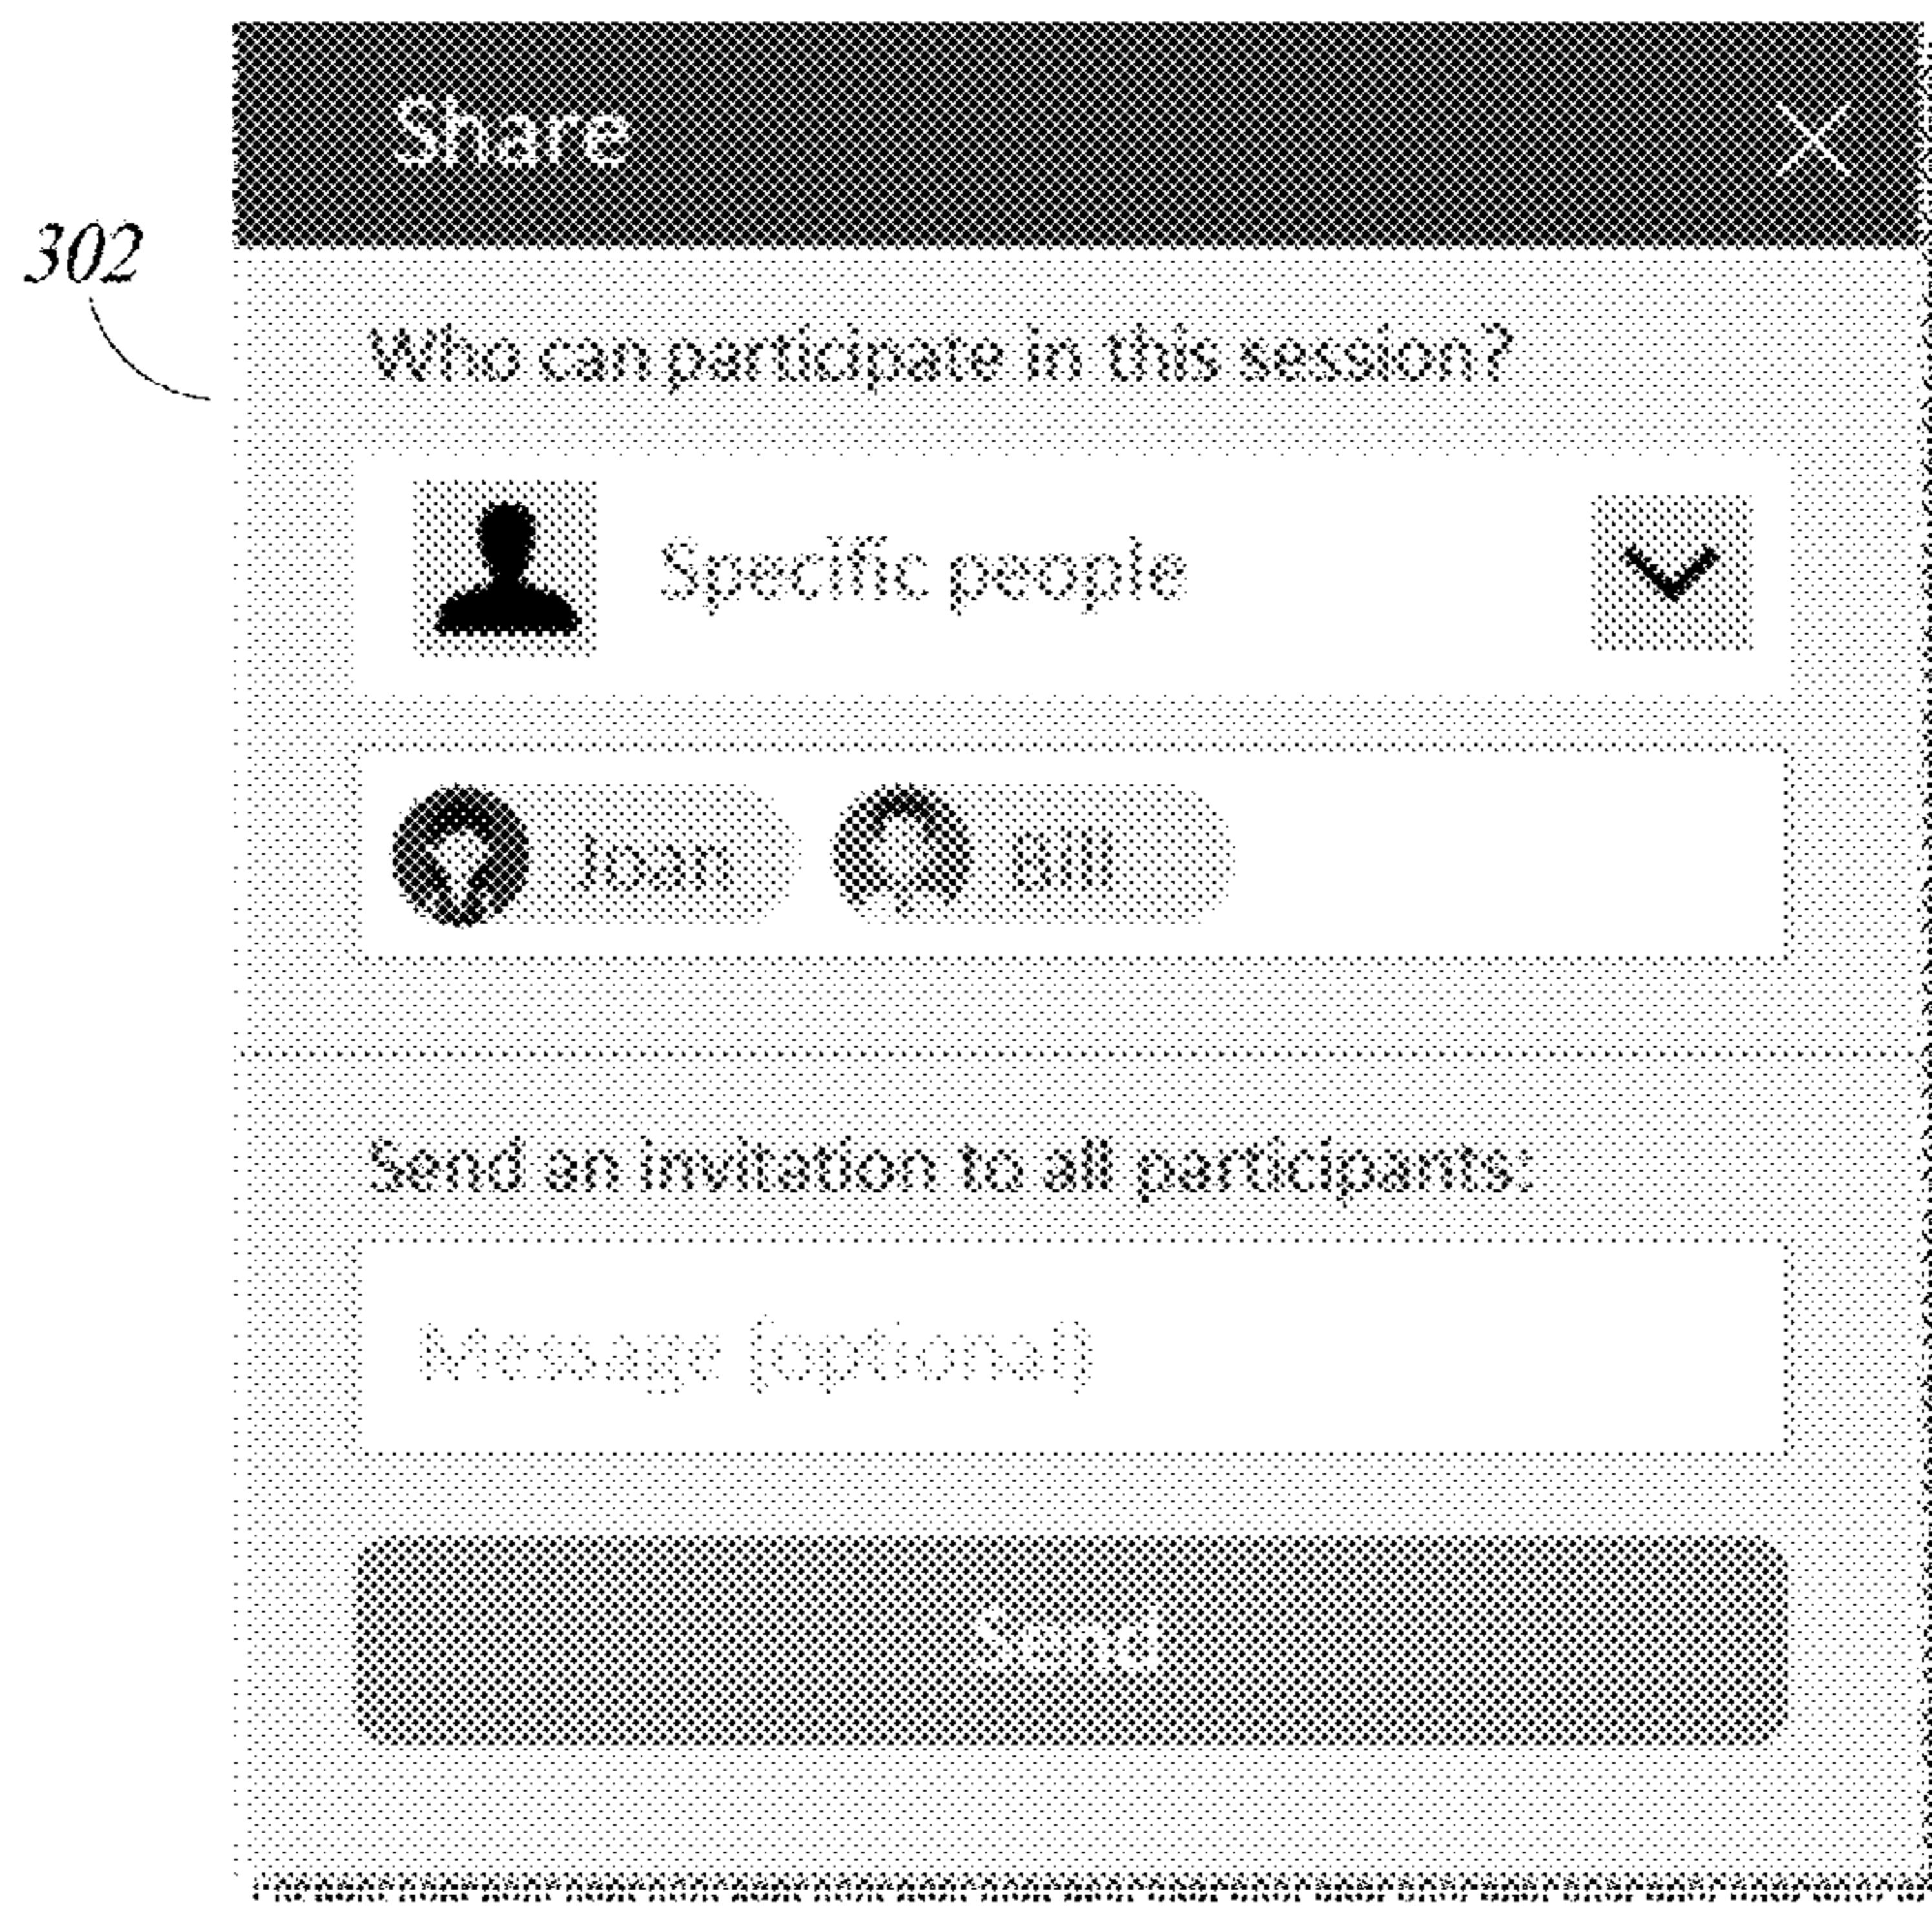 Share
302
Who can participate in this session?
Specific people
Joan Bill
Send an invitation to all participants:
Message (optional)
Send